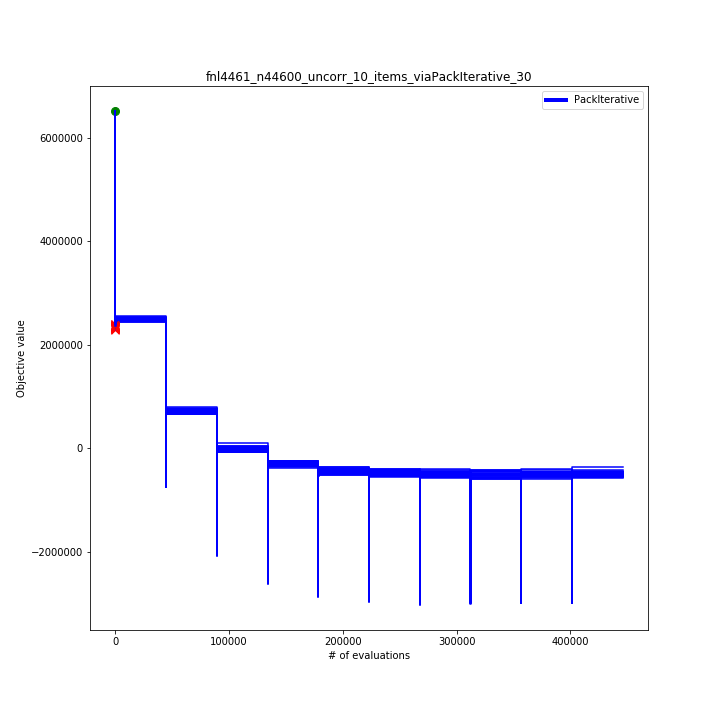 fnl4461_n44600_uncorr_10_items_viaPackIterative_30
PackIterative
6000000
4000000
2000000
0
−2000000
Objective value
0 100000 200000 300000 400000
# of evaluations